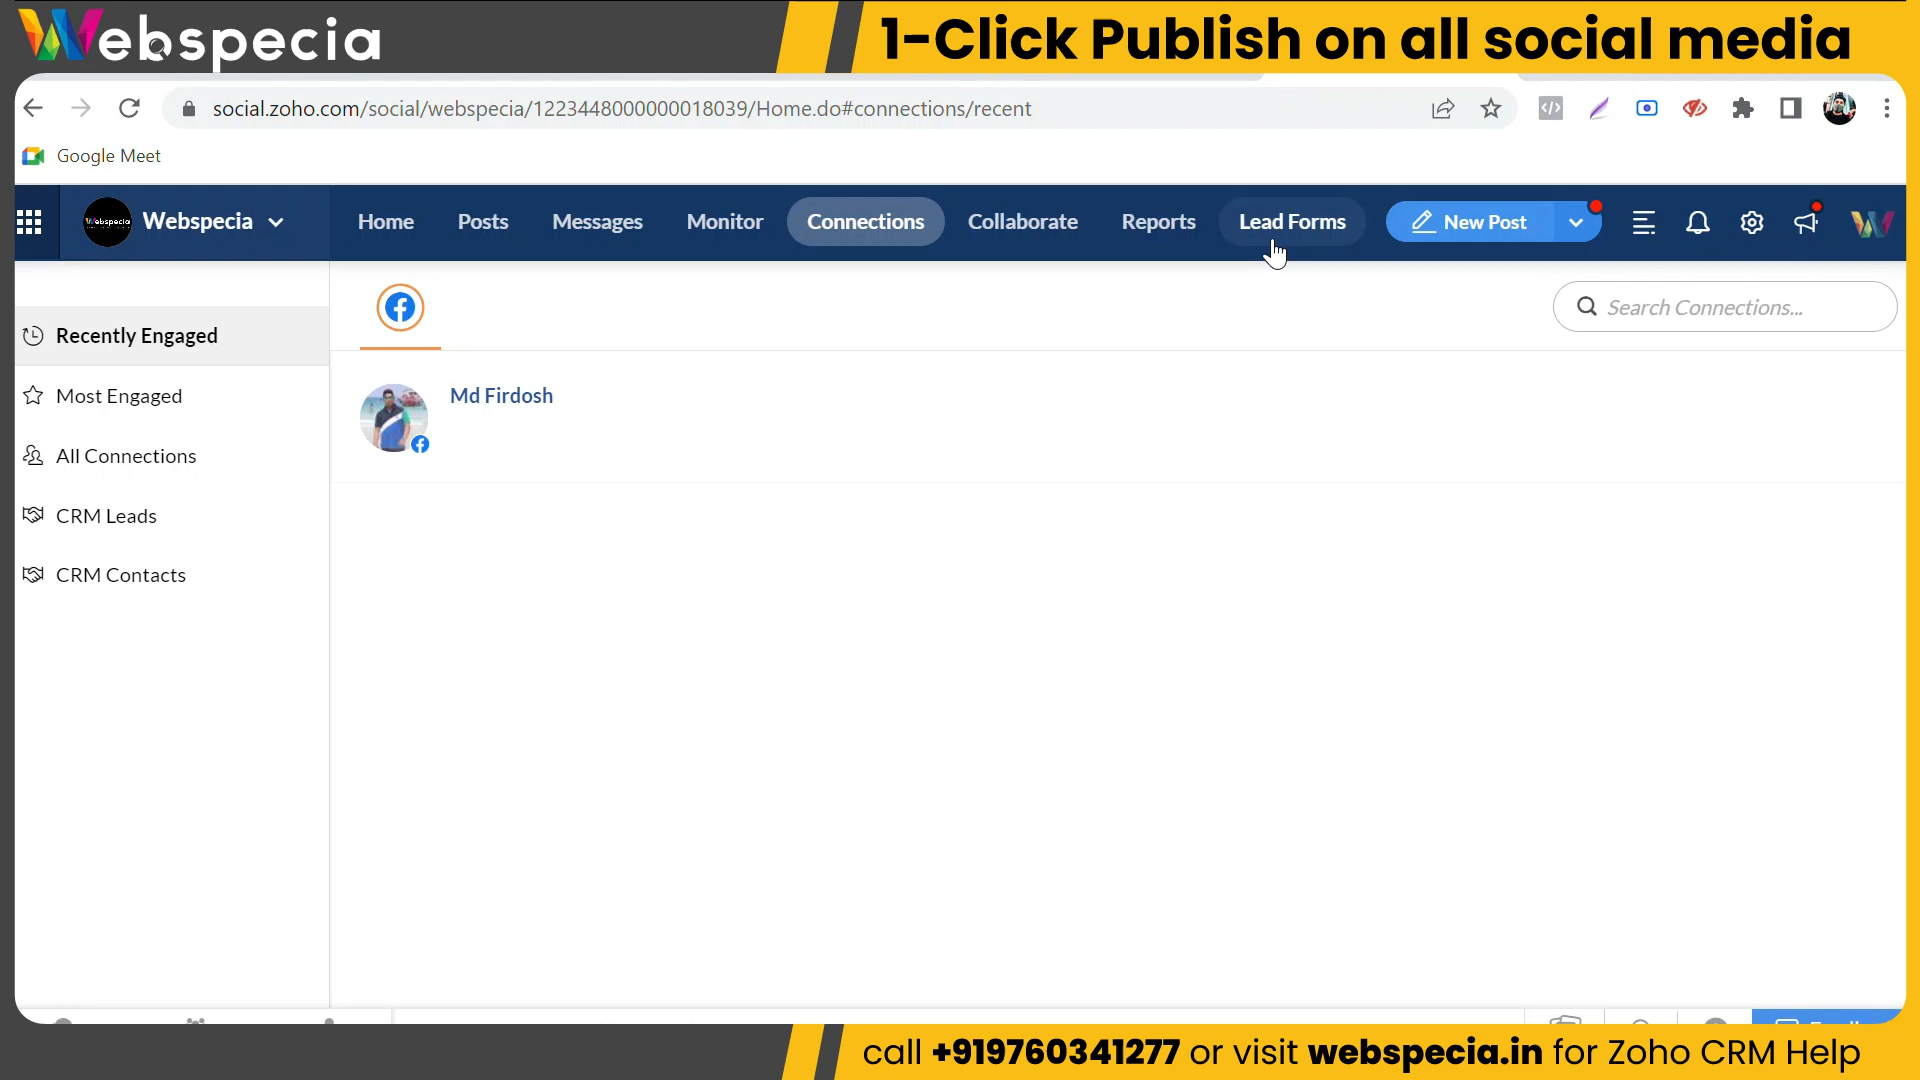 Webspecia
1-Click Publish on all social media
social.zoho.com/social/webspecia/1223448000000018039/Home.do#connections/recent
Google Meet
Webspecia
Webspecia
Home
Posts
Messages
Monitor
Connections
Collaborate
Reports
Lead Forms
New Post
Search Connections...
Recently Engaged
Most Engaged
All Connections
CRM Leads
CRM Contacts
Md Firdosh
call +919760341277 or visit webspecia.in for Zoho CRM Help